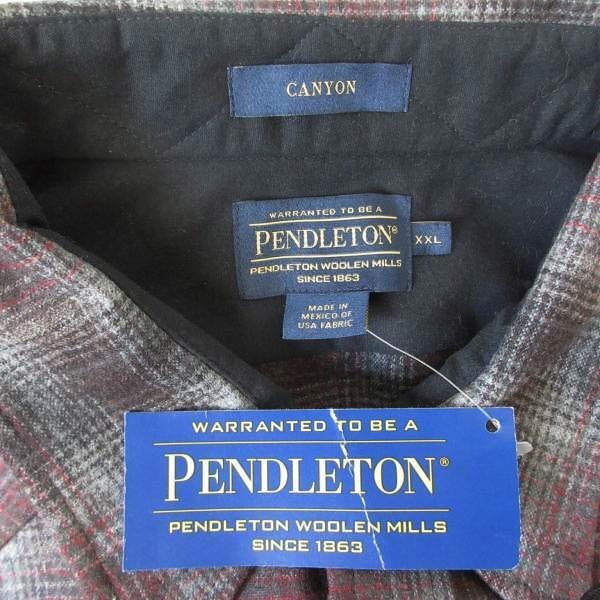 CANYON
WARRANTED TO BE A
PENDLETON®
PENDLETON WOOLEN MILLS
SINCE 1863
XXL
MADE IN
MEXICO OF
USA FABRIC
WARRANTED TO BE A
PENDLETON®
PENDLETON WOOLEN MILLS
SINCE 1863